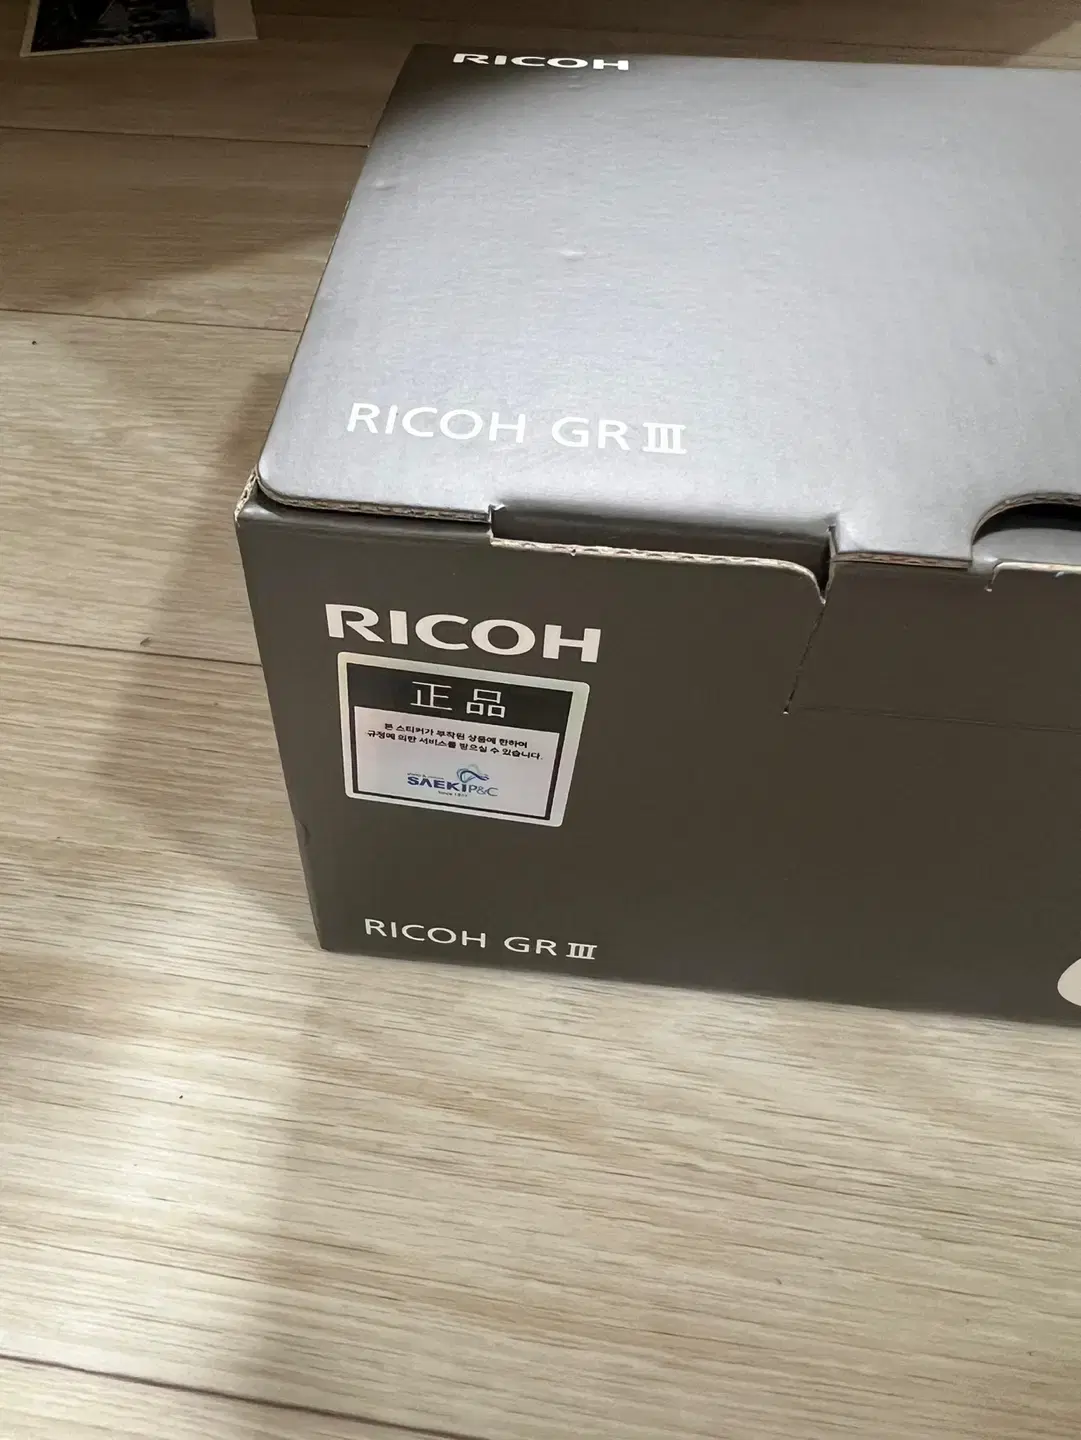 RICOH
RICOH GR III
RICOH
正品
본 스티커가 부착된 상품에 한하여
규정에 의한 서비스를 받으실 수 있습니다.
SAEKI P&C
Since 1977
RICOH GR III